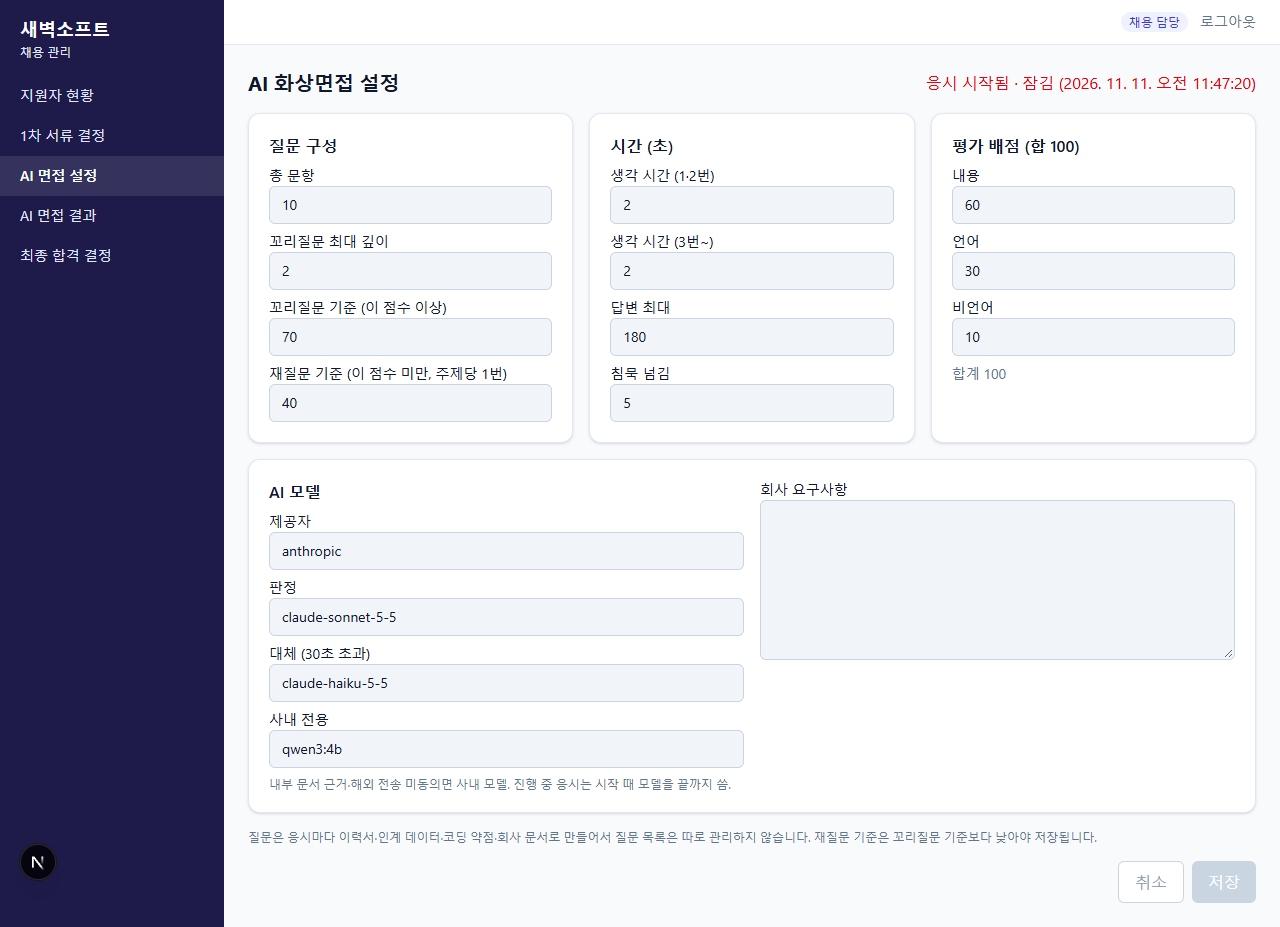 새벽소프트
채용 관리
지원자 현황
1차 서류 결정
AI 면접 설정
AI 면접 결과
최종 합격 결정
N
채용 담당
로그아웃
AI 화상면접 설정
응시 시작됨 · 잠김 (2026. 11. 11. 오전 11:47:20)
질문 구성
총 문항
10
꼬리질문 최대 깊이
2
꼬리질문 기준 (이 점수 이상)
70
재질문 기준 (이 점수 미만, 주제당 1번)
40
시간 (초)
생각 시간 (1·2번)
2
생각 시간 (3번~)
2
답변 최대
180
침묵 넘김
5
평가 배점 (합 100)
내용
60
언어
30
비언어
10
합계 100
AI 모델
제공자
anthropic
판정
claude-sonnet-5-5
대체 (30초 초과)
claude-haiku-5-5
사내 전용
qwen3:4b
내부 문서 근거·해외 전송 미동의면 사내 모델. 진행 중 응시는 시작 때 모델을 끝까지 씀.
회사 요구사항
질문은 응시마다 이력서·인계 데이터·코딩 약점·회사 문서로 만들어서 질문 목록은 따로 관리하지 않습니다. 재질문 기준은 꼬리질문 기준보다 낮아야 저장됩니다.
취소
저장